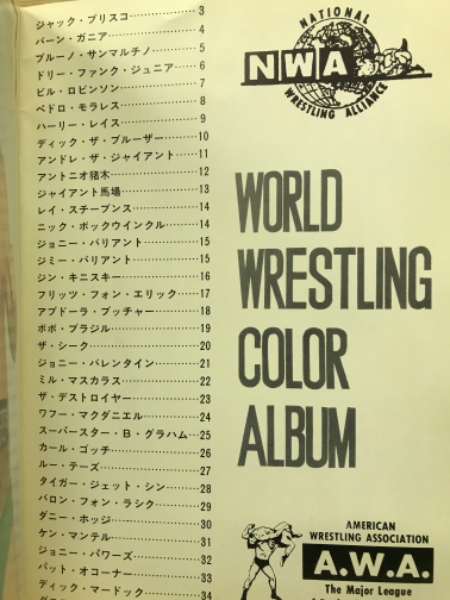 ジャック・ブリスコ……………3
バーン・ガニア……………4
ブルーノ・サンマルチノ……5
ドリー・ファンク・ジュニア……6
ビル・ロビンソン……………7
ペドロ・モラレス……………8
ハーリー・レイス……………9
ディック・ザ・ブルーザー……10
アンドレ・ザ・ジャイアント……11
アントニオ猪木……………12
ジャイアント馬場……………13
レイ・スチーブンス……………14
ニック・ボックウインクル……14
ジョニー・バリアント……………15
ジミー・バリアント……………15
ジン・キニスキー……………16
フリッツ・フォン・エリック……17
アブドーラ・ブッチャー……18
ボボ・ブラジル……………19
ザ・シーク……………20
ジョニー・バレンタイン……21
ミル・マスカラス……………22
ザ・デストロイヤー……………23
ワフー・マクダニエル……24
スーパースター・B・グラハム…25
カール・ゴッチ……………26
ルー・テーズ……………27
タイガー・ジェット・シン……28
バロン・フォン・ラシク……29
ダニー・ホッジ……………30
ケン・マンテル……………31
ジョニー・パワーズ……………32
パット・オコーナー……………33
ディック・マードック……34
NATIONAL
NWA
WRESTLING ALLIANCE
WORLD
WRESTLING
COLOR
ALBUM
AMERICAN
WRESTLING ASSOCIATION
A.W.A.
The Major League